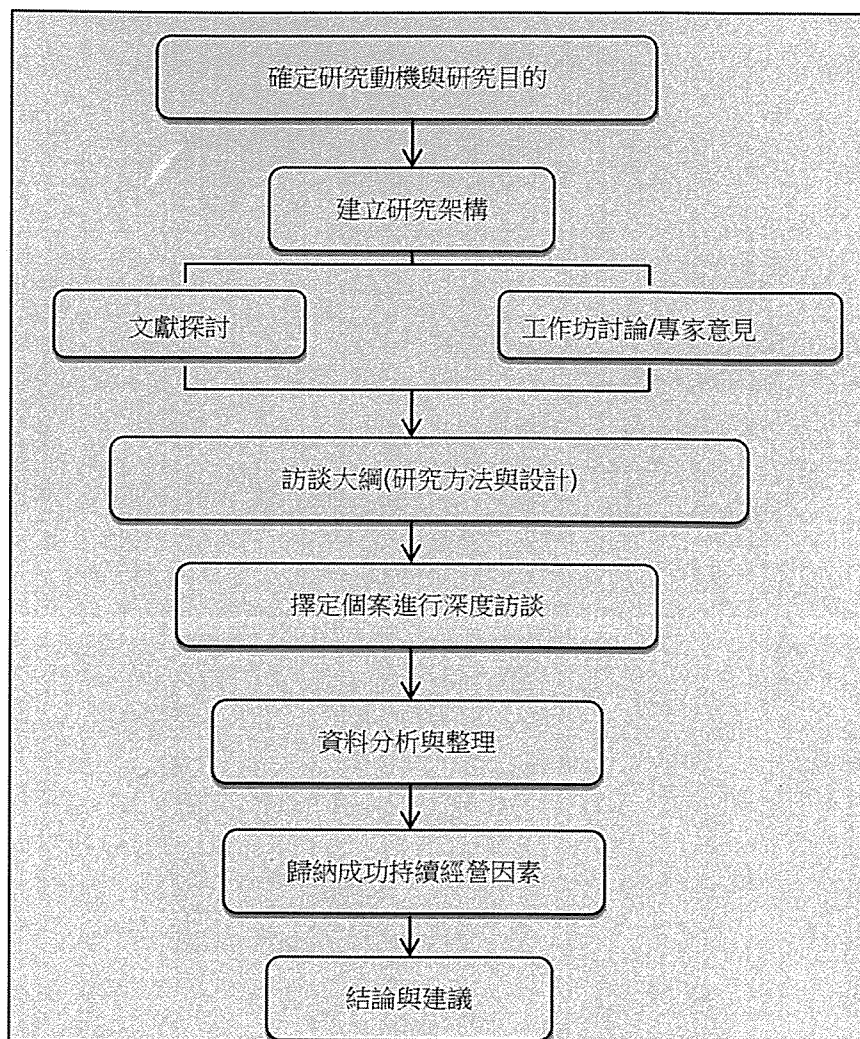 確定研究動機與研究目的
建立研究架構
文獻探討
工作坊討論/專家意見
訪談大綱(研究方法與設計)
擇定個案進行深度訪談
資料分析與整理
歸納成功持續經營因素
結論與建議